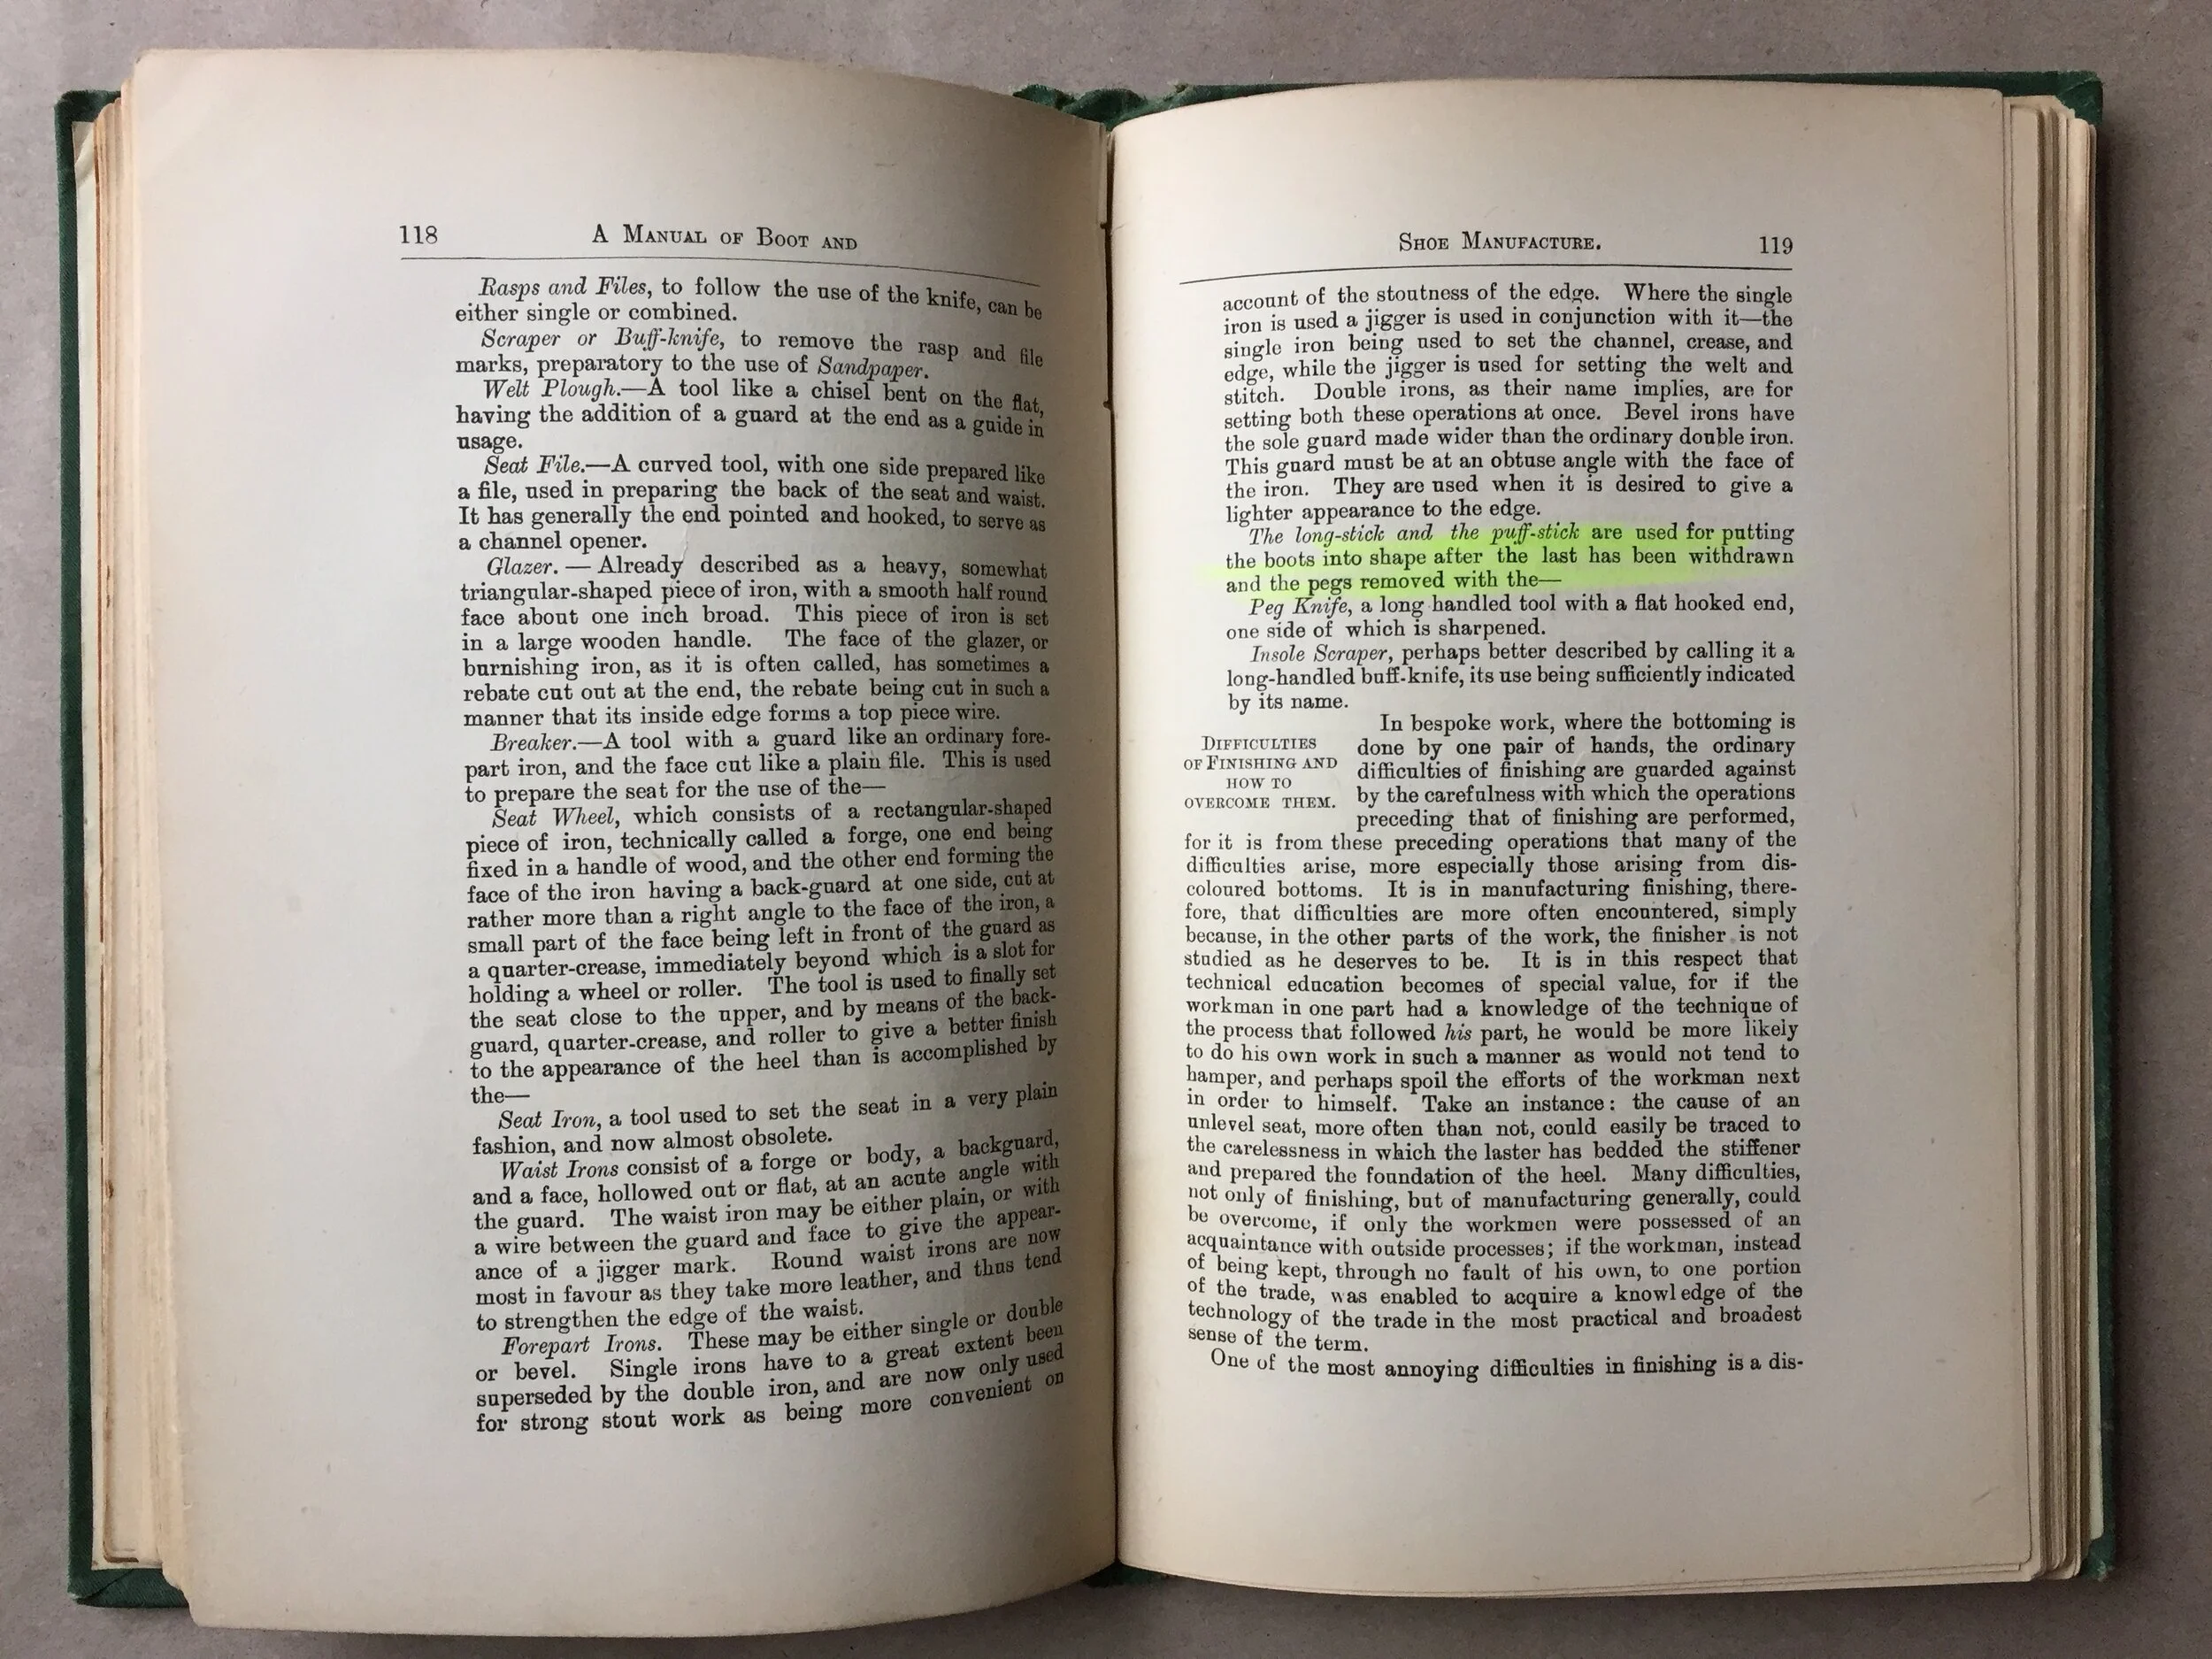 118
A Manual of Boot and
Rasps and Files, to follow the use of the knife, can be
either single or combined.
Scraper or Buff-knife, to remove the rasp and file
marks, preparatory to the use of Sandpaper.
Welt Plough.—A tool like a chisel bent on the flat,
having the addition of a guard at the end as a guide in
usage.
Seat File.—A curved tool, with one side prepared like
a file, used in preparing the back of the seat and waist.
It has generally the end pointed and hooked, to serve as
a channel opener.
Glazer. — Already described as a heavy, somewhat
triangular-shaped piece of iron, with a smooth half round
face about one inch broad. This piece of iron is set
in a large wooden handle. The face of the glazer, or
burnishing iron, as it is often called, has sometimes a
rebate cut out at the end, the rebate being cut in such a
manner that its inside edge forms a top piece wire.
Breaker.—A tool with a guard like an ordinary fore-
part iron, and the face cut like a plain file. This is used
to prepare the seat for the use of the—
Seat Wheel, which consists of a rectangular-shaped
piece of iron, technically called a forge, one end being
fixed in a handle of wood, and the other end forming the
face of the iron having a back-guard at one side, cut at
rather more than a right angle to the face of the iron, a
small part of the face being left in front of the guard as
a quarter-crease, immediately beyond which is a slot for
holding a wheel or roller. The tool is used to finally set
the seat close to the upper, and by means of the back-
guard, quarter-crease, and roller to give a better finish
to the appearance of the heel than is accomplished by
the—
Seat Iron, a tool used to set the seat in a very plain
fashion, and now almost obsolete.
Waist Irons consist of a forge or body, a backguard,
and a face, hollowed out or flat, at an acute angle with
the guard. The waist iron may be either plain, or with
a wire between the guard and face to give the appear-
ance of a jigger mark. Round waist irons are now
most in favour as they take more leather, and thus tend
to strengthen the edge of the waist.
Forepart Irons. These may be either single or double
or bevel. Single irons have to a great extent been
superseded by the double iron, and are now only used
for strong stout work as being more convenient on
Shoe Manufacture.
119
account of the stoutness of the edge. Where the single
iron is used a jigger is used in conjunction with it—the
single iron being used to set the channel, crease, and
edge, while the jigger is used for setting the welt and
stitch. Double irons, as their name implies, are for
setting both these operations at once. Bevel irons have
the sole guard made wider than the ordinary double iron.
This guard must be at an obtuse angle with the face of
the iron. They are used when it is desired to give a
lighter appearance to the edge.
The long-stick and the puff-stick are used for putting
the boots into shape after the last has been withdrawn
and the pegs removed with the—
Peg Knife, a long handled tool with a flat hooked end,
one side of which is sharpened.
Insole Scraper, perhaps better described by calling it a
long-handled buff-knife, its use being sufficiently indicated
by its name.
Difficulties
of Finishing and
how to
overcome them.
In bespoke work, where the bottoming is
done by one pair of hands, the ordinary
difficulties of finishing are guarded against
by the carefulness with which the operations
preceding that of finishing are performed,
for it is from these preceding operations that many of the
difficulties arise, more especially those arising from dis-
coloured bottoms. It is in manufacturing finishing, there-
fore, that difficulties are more often encountered, simply
because, in the other parts of the work, the finisher is not
studied as he deserves to be. It is in this respect that
technical education becomes of special value, for if the
workman in one part had a knowledge of the technique of
the process that followed his part, he would be more likely
to do his own work in such a manner as would not tend to
hamper, and perhaps spoil the efforts of the workman next
in order to himself. Take an instance: the cause of an
unlevel seat, more often than not, could easily be traced to
the carelessness in which the laster has bedded the stiffener
and prepared the foundation of the heel. Many difficulties,
not only of finishing, but of manufacturing generally, could
be overcome, if only the workmen were possessed of an
acquaintance with outside processes; if the workman, instead
of being kept, through no fault of his own, to one portion
of the trade, was enabled to acquire a knowledge of the
technology of the trade in the most practical and broadest
sense of the term.
One of the most annoying difficulties in finishing is a dis-